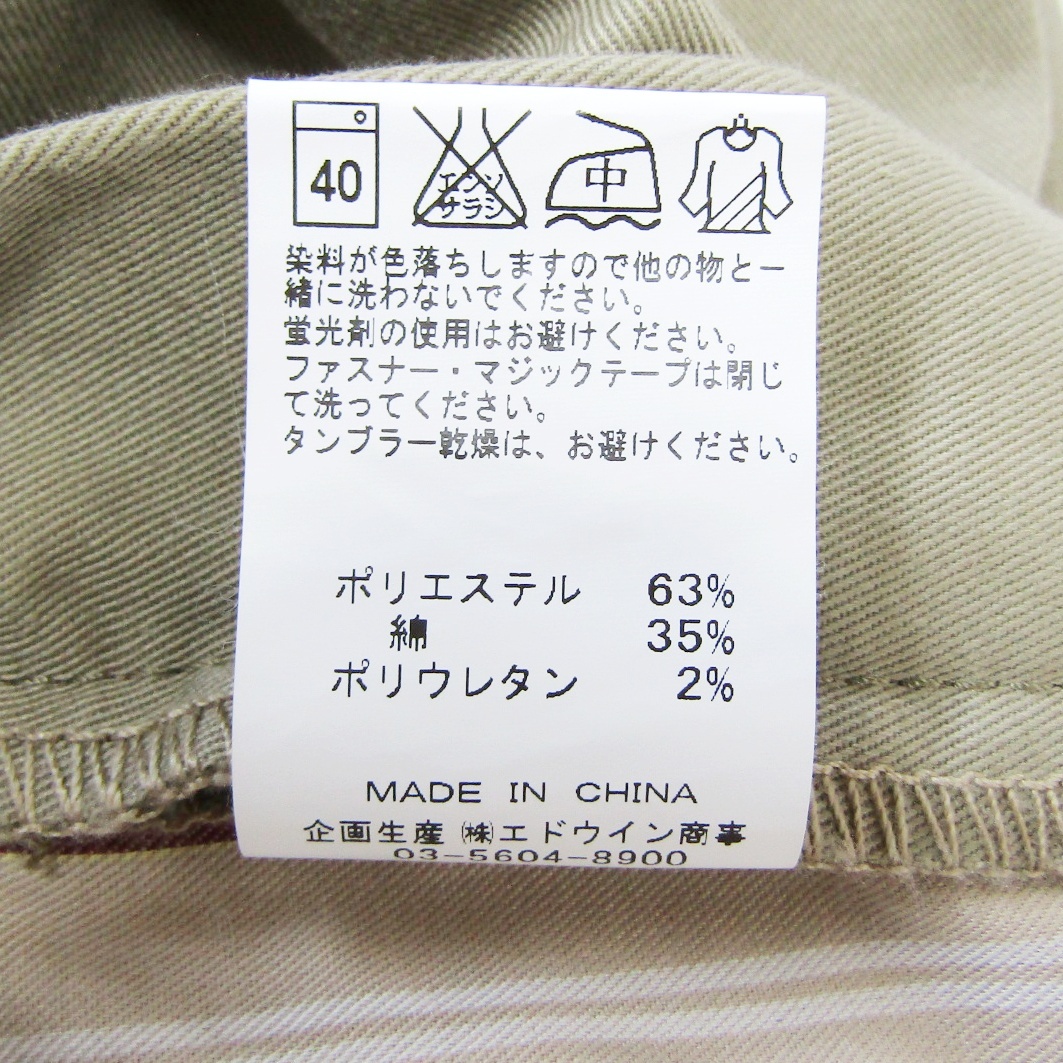 40
エンソ
サラシ
中
染料が色落ちしますので他の物と一
緒に洗わないでください。
蛍光剤の使用はお避けください。
ファスナー・マジックテープは閉じ
て洗ってください。
タンブラー乾燥は、お避けください。
ポリエステル 63%
綿 35%
ポリウレタン 2%
MADE IN CHINA
企画生産 ㈱エドウイン商事
03-5604-8900